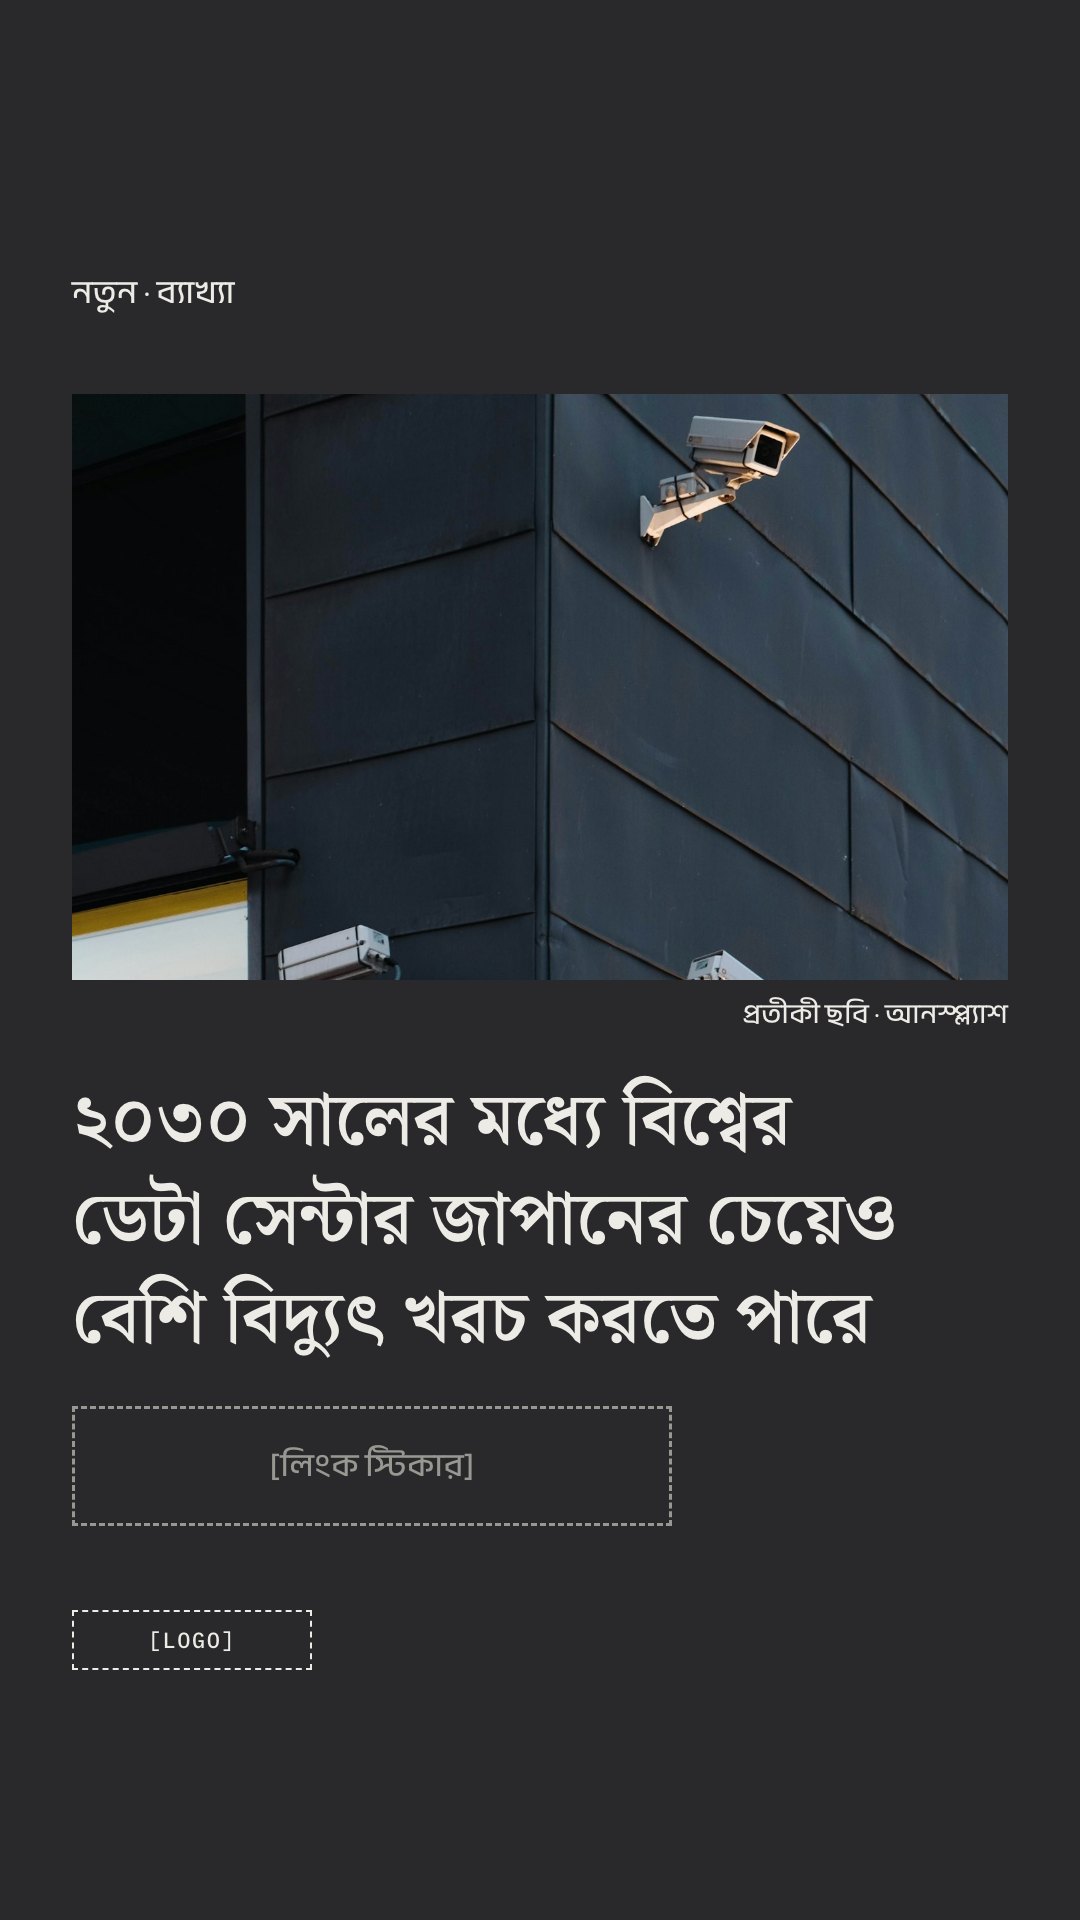 নতুন · ব্যাখ্যা
প্রতীকী ছবি · আনস্প্ল্যাশ
২০৩০ সালের মধ্যে বিশ্বের
ডেটা সেন্টার জাপানের চেয়েও
বেশি বিদ্যুৎ খরচ করতে পারে
[লিংক স্টিকার]
[LOGO]